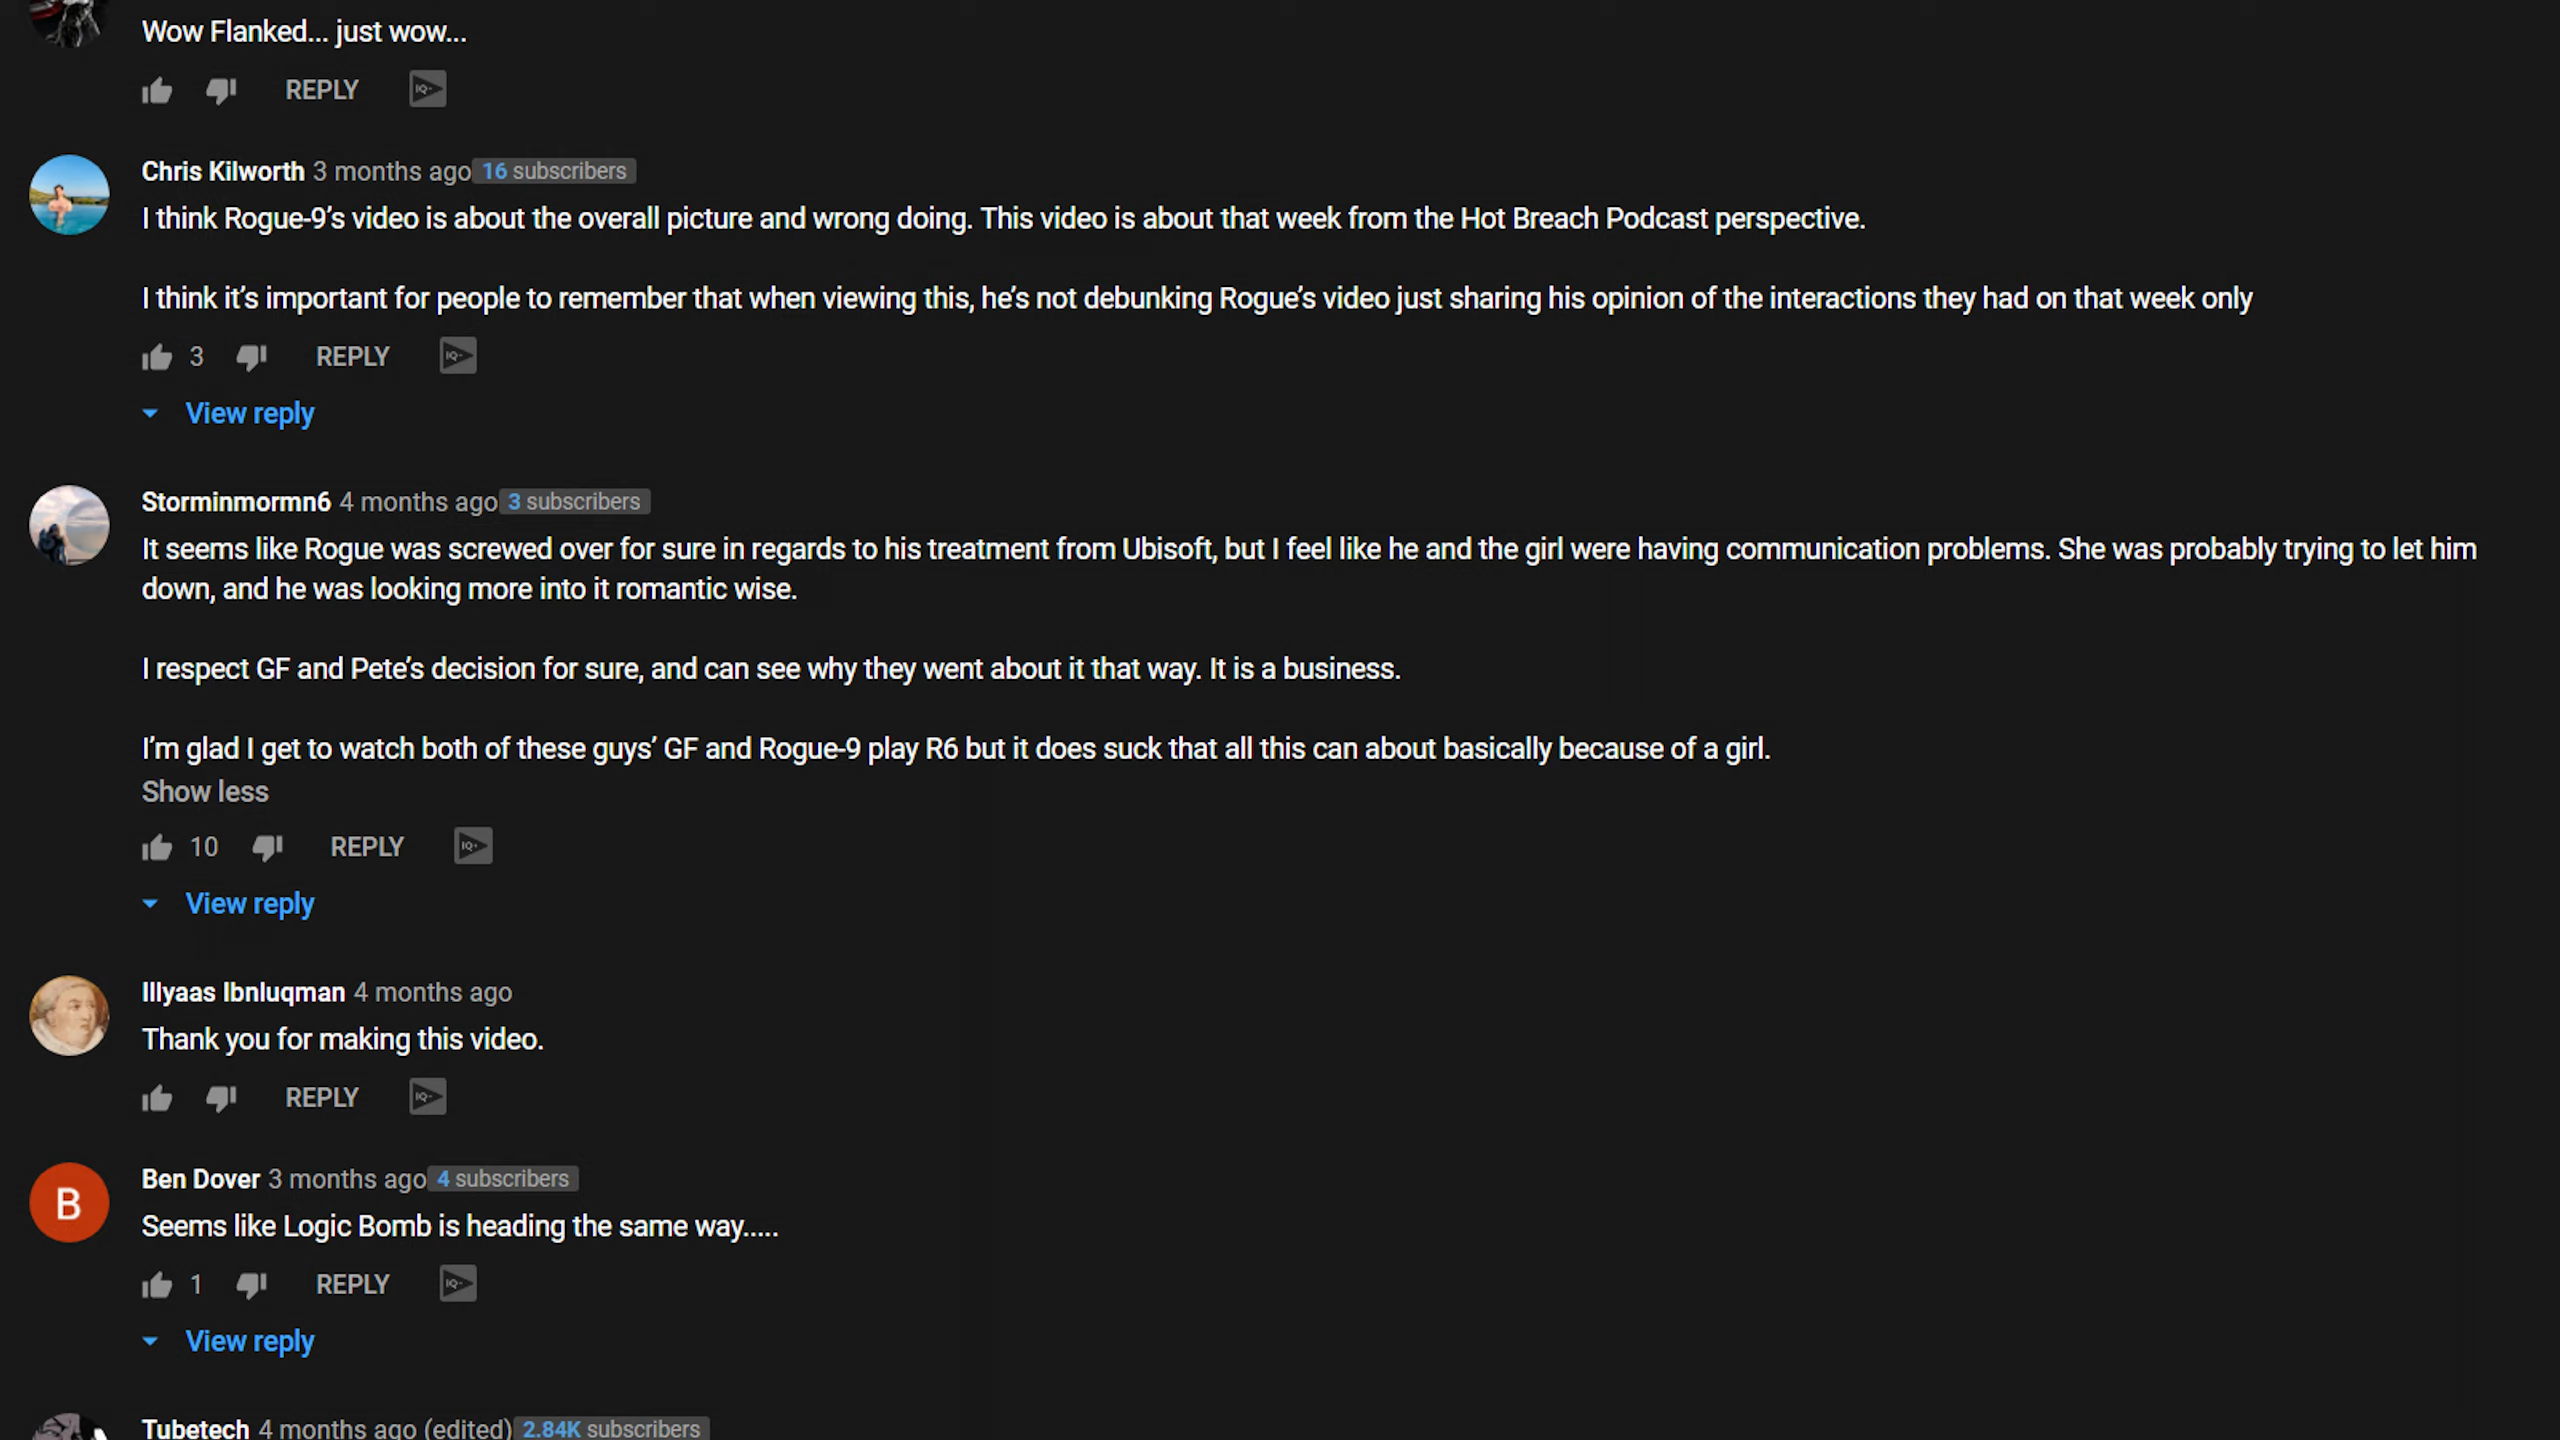 Wow Flanked... just wow...
REPLY
Chris Kilworth 3 months ago 16 subscribers
I think Rogue-9’s video is about the overall picture and wrong doing. This video is about that week from the Hot Breach Podcast perspective.
I think it’s important for people to remember that when viewing this, he’s not debunking Rogue’s video just sharing his opinion of the interactions they had on that week only
3 REPLY
View reply
Storminmormn6 4 months ago 3 subscribers
It seems like Rogue was screwed over for sure in regards to his treatment from Ubisoft, but I feel like he and the girl were having communication problems. She was probably trying to let him
down, and he was looking more into it romantic wise.
I respect GF and Pete’s decision for sure, and can see why they went about it that way. It is a business.
I’m glad I get to watch both of these guys’ GF and Rogue-9 play R6 but it does suck that all this can about basically because of a girl.
Show less
10 REPLY
View reply
Illyaas Ibnluqman 4 months ago
Thank you for making this video.
REPLY
B
Ben Dover 3 months ago 4 subscribers
Seems like Logic Bomb is heading the same way.....
1 REPLY
View reply
Tubetech 4 months ago (edited) 2.84K subscribers